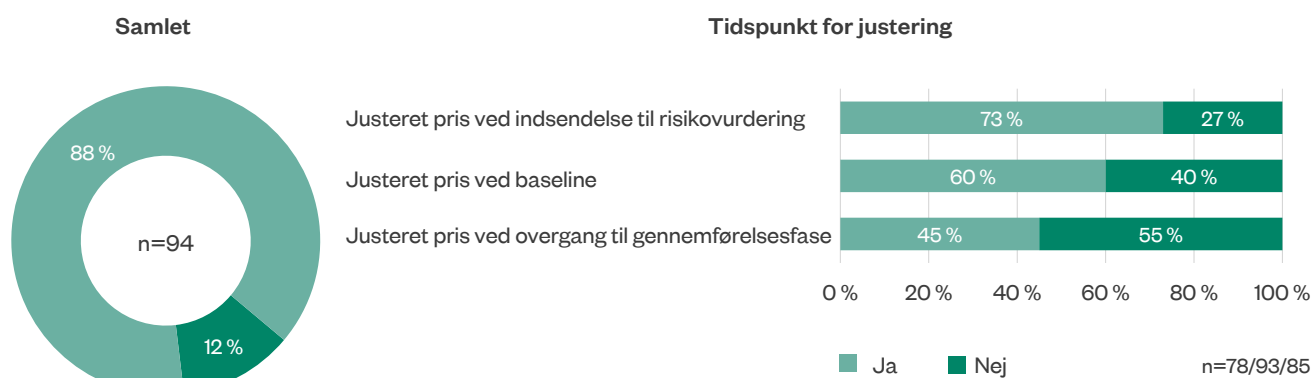 Samlet
88 %
n=94
12 %
Tidspunkt for justering
Justeret pris ved indsendelse til risikovurdering
73 %
27 %
Justeret pris ved baseline
60 %
40 %
Justeret pris ved overgang til gennemførelsesfase
45 %
55 %
0 %
20 %
40 %
60 %
80 %
100 %
Ja
Nej
n=78/93/85